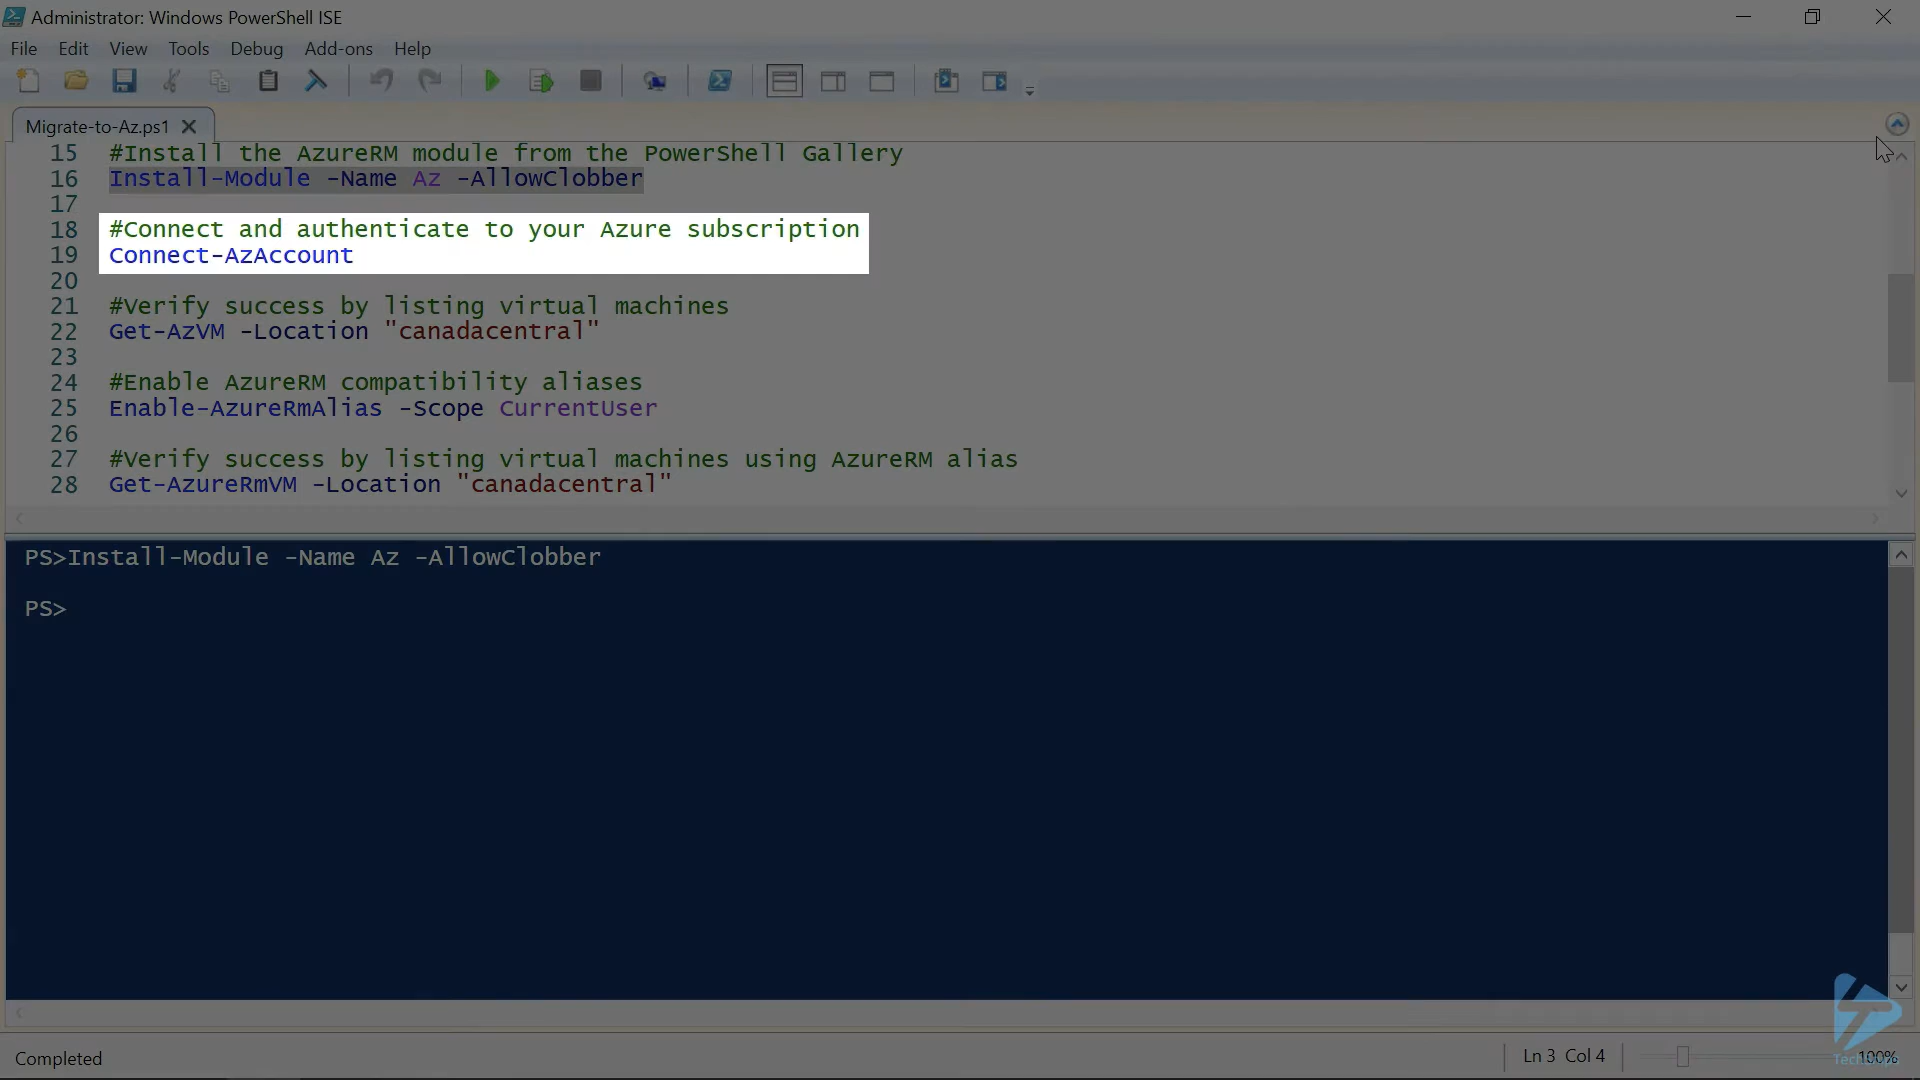 Administrator: Windows PowerShell ISE
File Edit View Tools Debug Add-ons Help
Migrate-to-Az.ps1
15 #Install the AzureRM module from the PowerShell Gallery
16 Install-Module -Name Az -AllowClobber
17
18 #Connect and authenticate to your Azure subscription
19 Connect-AzAccount
20
21 #Verify success by listing virtual machines
22 Get-AzVM -Location "canadacentral"
23
24 #Enable AzureRM compatibility aliases
25 Enable-AzureRmAlias -Scope CurrentUser
26
27 #Verify success by listing virtual machines using AzureRM alias
28 Get-AzureRmVM -Location "canadacentral"
PS>Install-Module -Name Az -AllowClobber
PS>
Completed
Ln 3 Col 4
100%